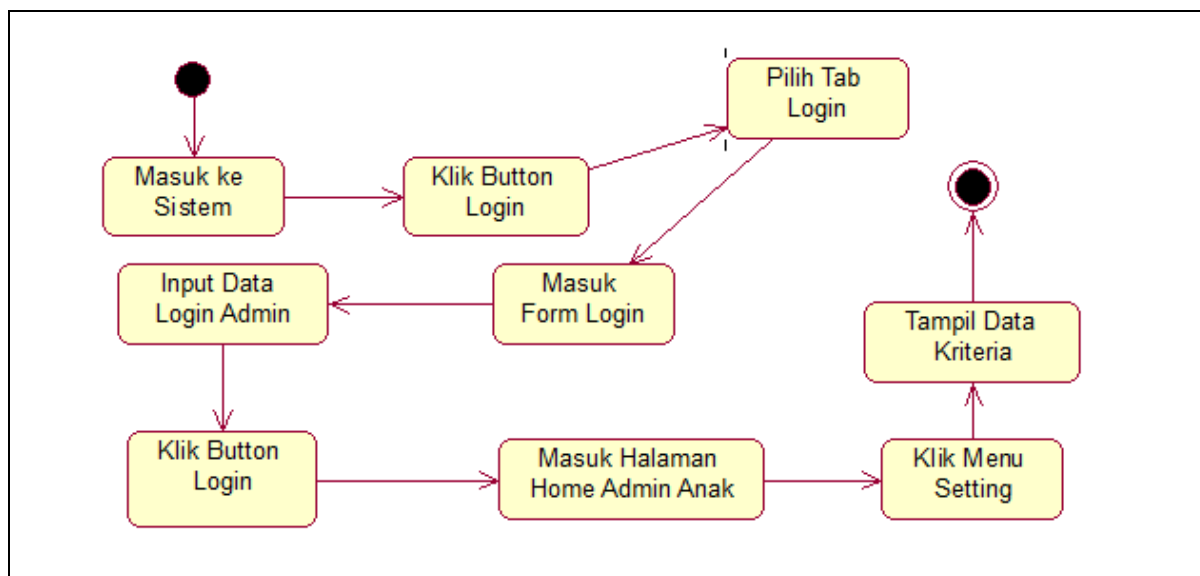 Pilih Tab
Login
Masuk ke
Sistem
Klik Button
Login
Input Data
Login Admin
Masuk
Form Login
Tampil Data
Kriteria
Klik Button
Login
Masuk Halaman
Home Admin Anak
Klik Menu
Setting